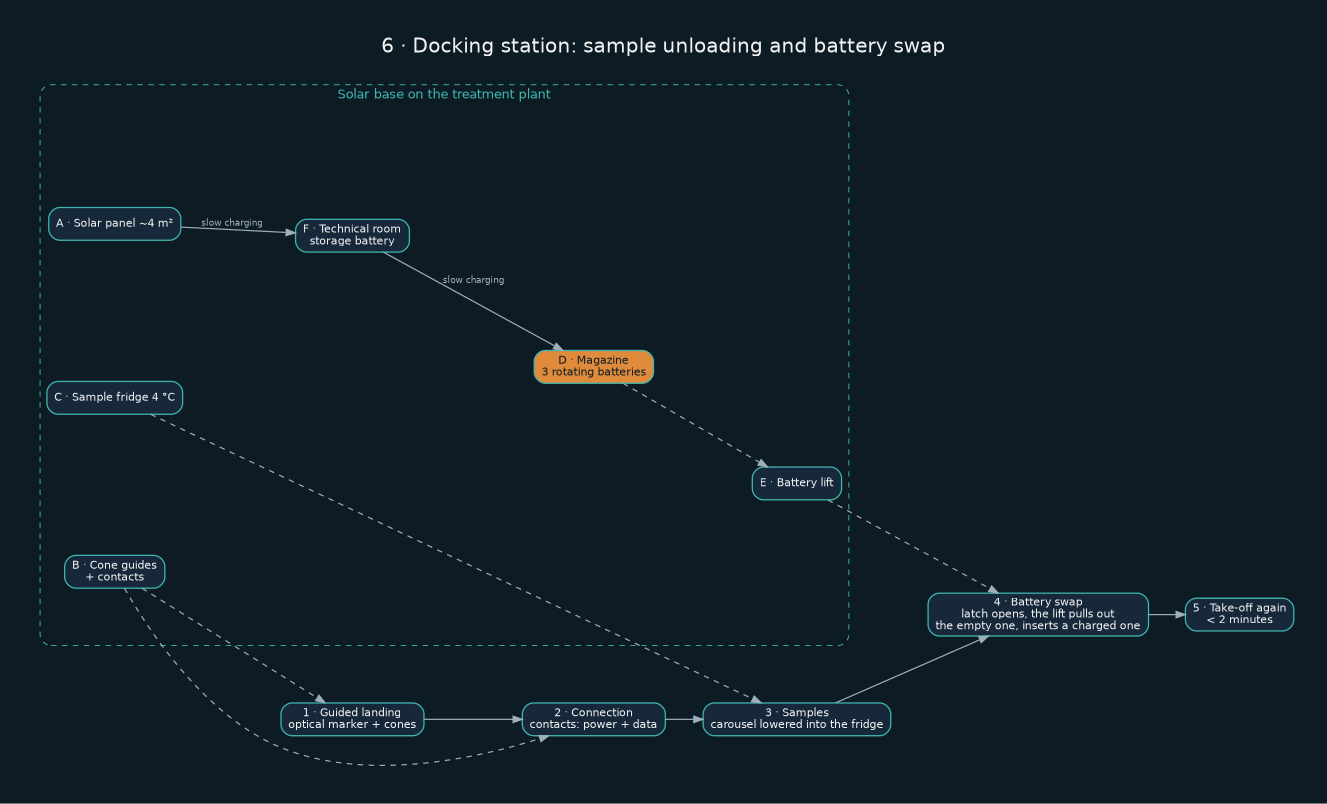 6 · Docking station: sample unloading and battery swap
Solar base on the treatment plant
A · Solar panel ~4 m²
slow charging
F · Technical room
storage battery
slow charging
D · Magazine
3 rotating batteries
C · Sample fridge 4 °C
E · Battery lift
B · Cone guides
+ contacts
4 · Battery swap
latch opens, the lift pulls out
the empty one, inserts a charged one
5 · Take-off again
< 2 minutes
1 · Guided landing
optical marker + cones
2 · Connection
contacts: power + data
3 · Samples
carousel lowered into the fridge